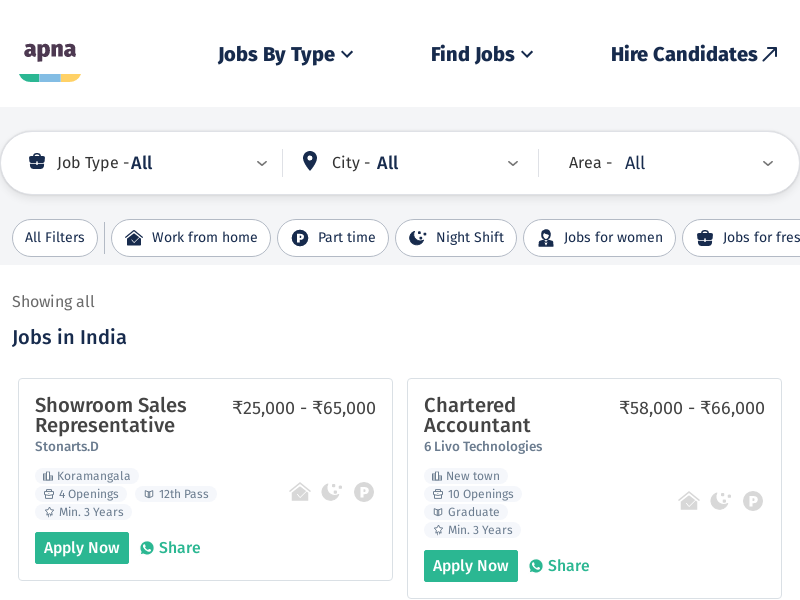 apna
Jobs By Type
Find Jobs
Hire Candidates
Job Type - All
City - All
Area - All
All Filters
Work from home
Part time
Night Shift
Jobs for women
Jobs for fres
Showing all
Jobs in India
Showroom Sales
Representative
₹25,000 - ₹65,000
Stonarts.D
Koramangala
4 Openings
12th Pass
Min. 3 Years
Apply Now
Share
Chartered
Accountant
₹58,000 - ₹66,000
6 Livo Technologies
New town
10 Openings
Graduate
Min. 3 Years
Apply Now
Share